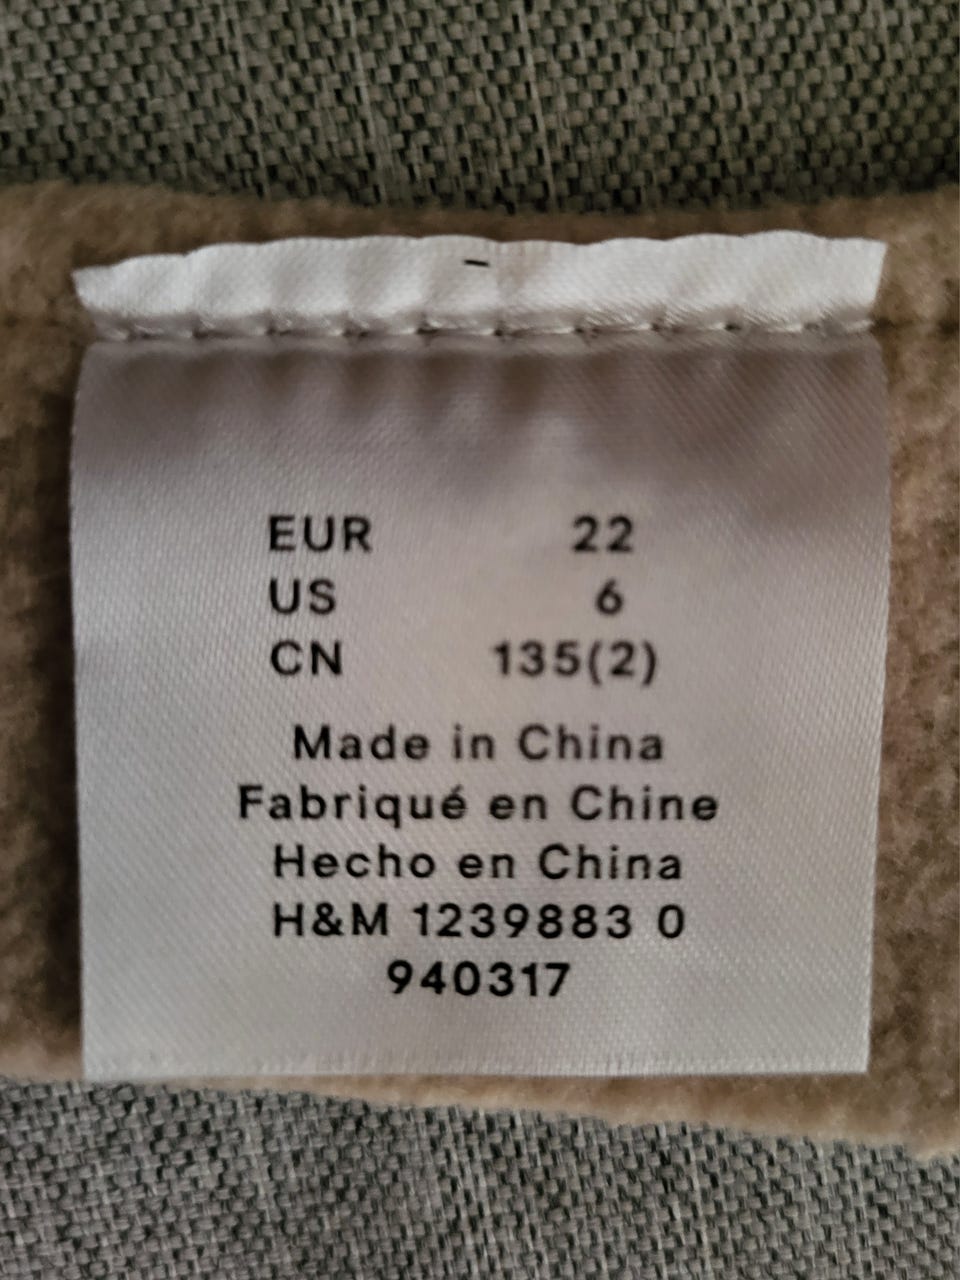 EUR 22
US 6
CN 135(2)
Made in China
Fabriqué en Chine
Hecho en China
H&M 1239883 0
940317